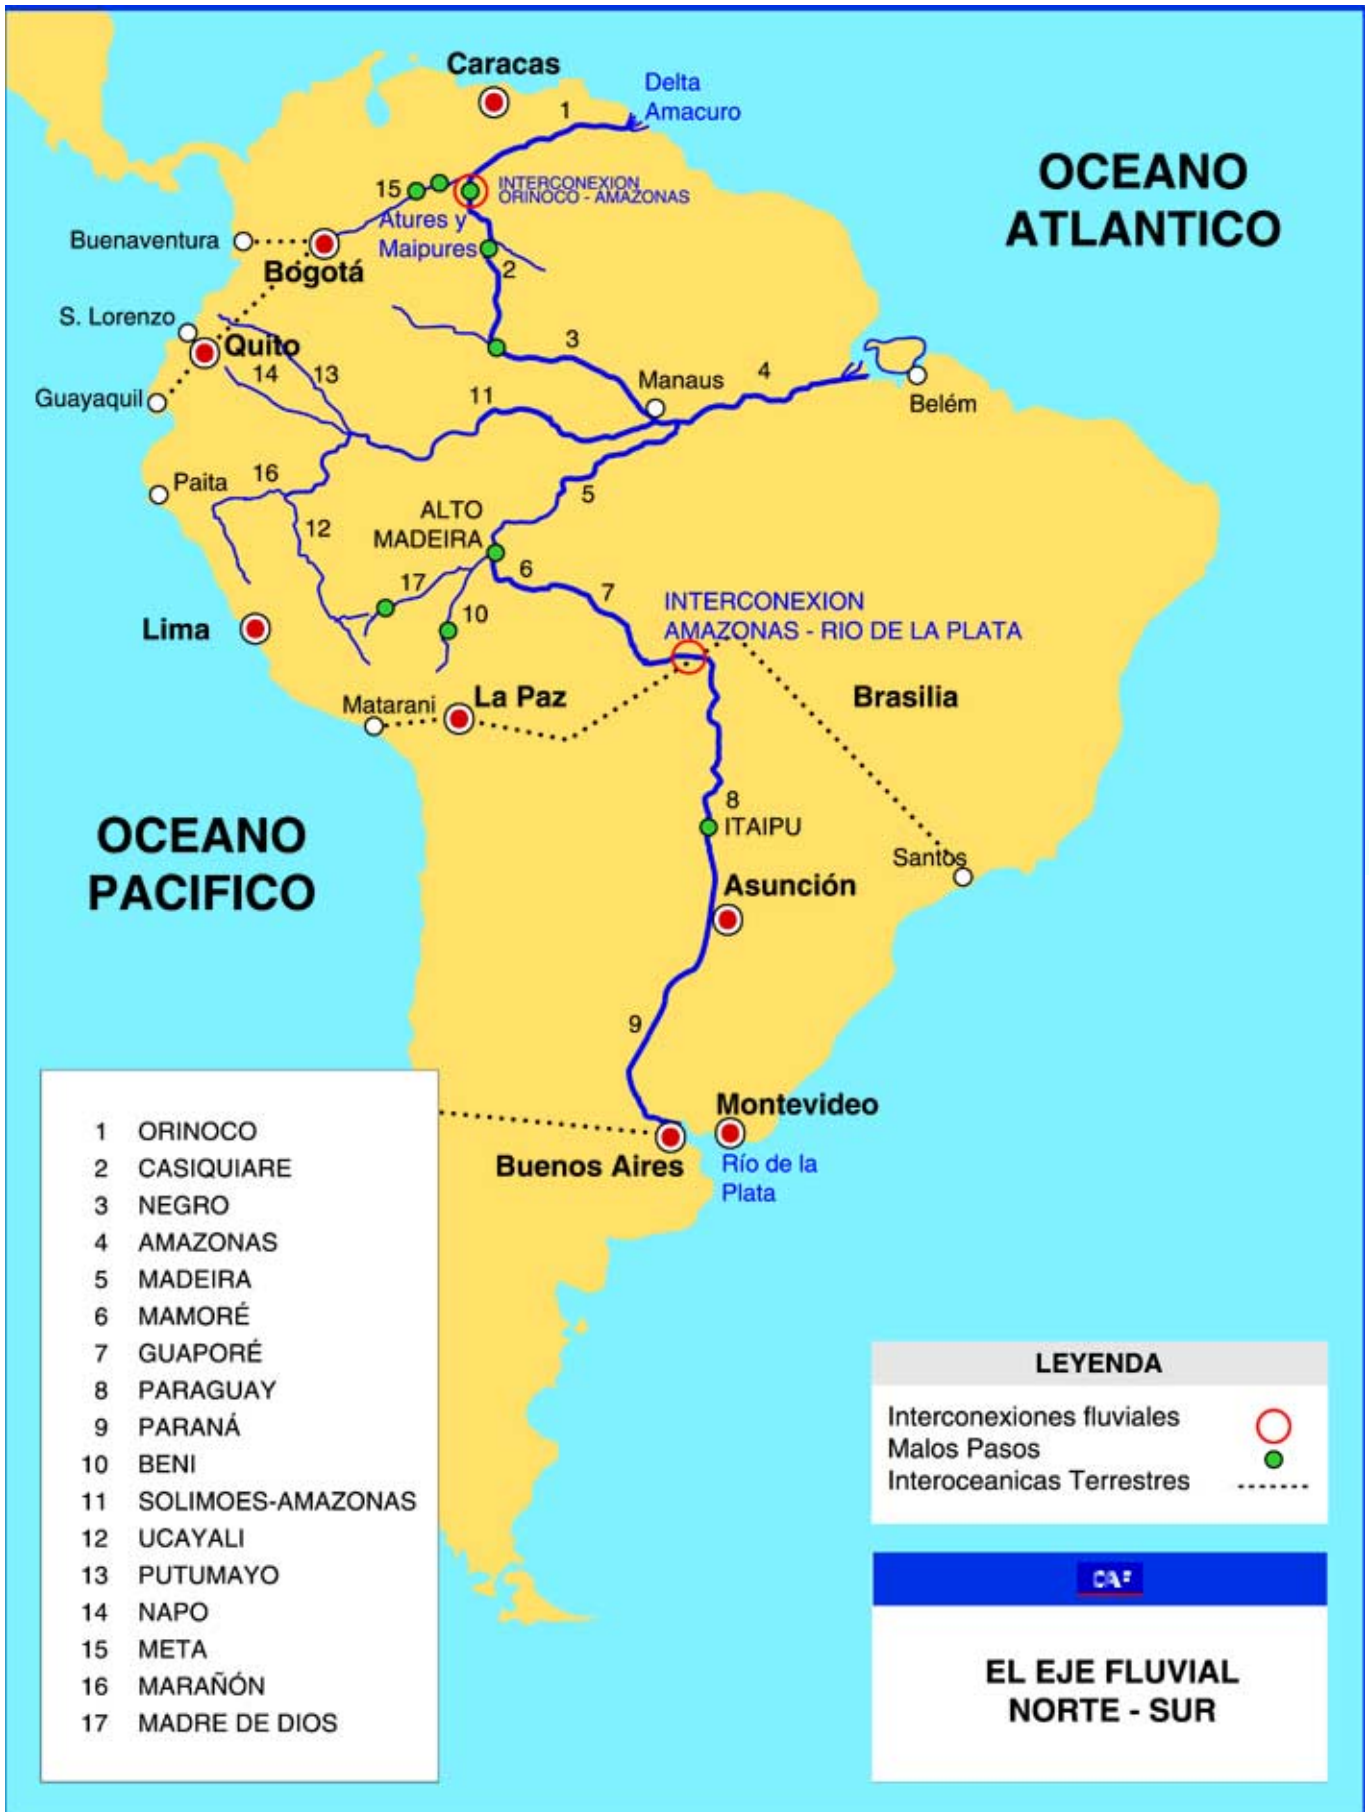 Caracas
Delta
Amacuro
1
OCEANO
ATLANTICO
INTERCONEXION
ORINOCO - AMAZONAS
15
Atures y
Maipures
Buenaventura
Bogotá
2
S. Lorenzo
Quito
3
14
13
Manaus
4
Guayaquil
11
Belém
Paita
16
5
12
ALTO
MADEIRA
6
17
7
10
INTERCONEXION
AMAZONAS - RIO DE LA PLATA
Lima
Matarani
La Paz
Brasilia
8
ITAIPU
OCEANO
PACIFICO
Santos
Asunción
9
Montevideo
Buenos Aires
Río de la
Plata
1 ORINOCO
2 CASIQUIARE
3 NEGRO
4 AMAZONAS
5 MADEIRA
6 MAMORÉ
7 GUAPORÉ
8 PARAGUAY
9 PARANÁ
10 BENI
11 SOLIMOES-AMAZONAS
12 UCAYALI
13 PUTUMAYO
14 NAPO
15 META
16 MARAÑÓN
17 MADRE DE DIOS
LEYENDA
Interconexiones fluviales
Malos Pasos
Interoceanicas Terrestres
CAF
EL EJE FLUVIAL
NORTE - SUR